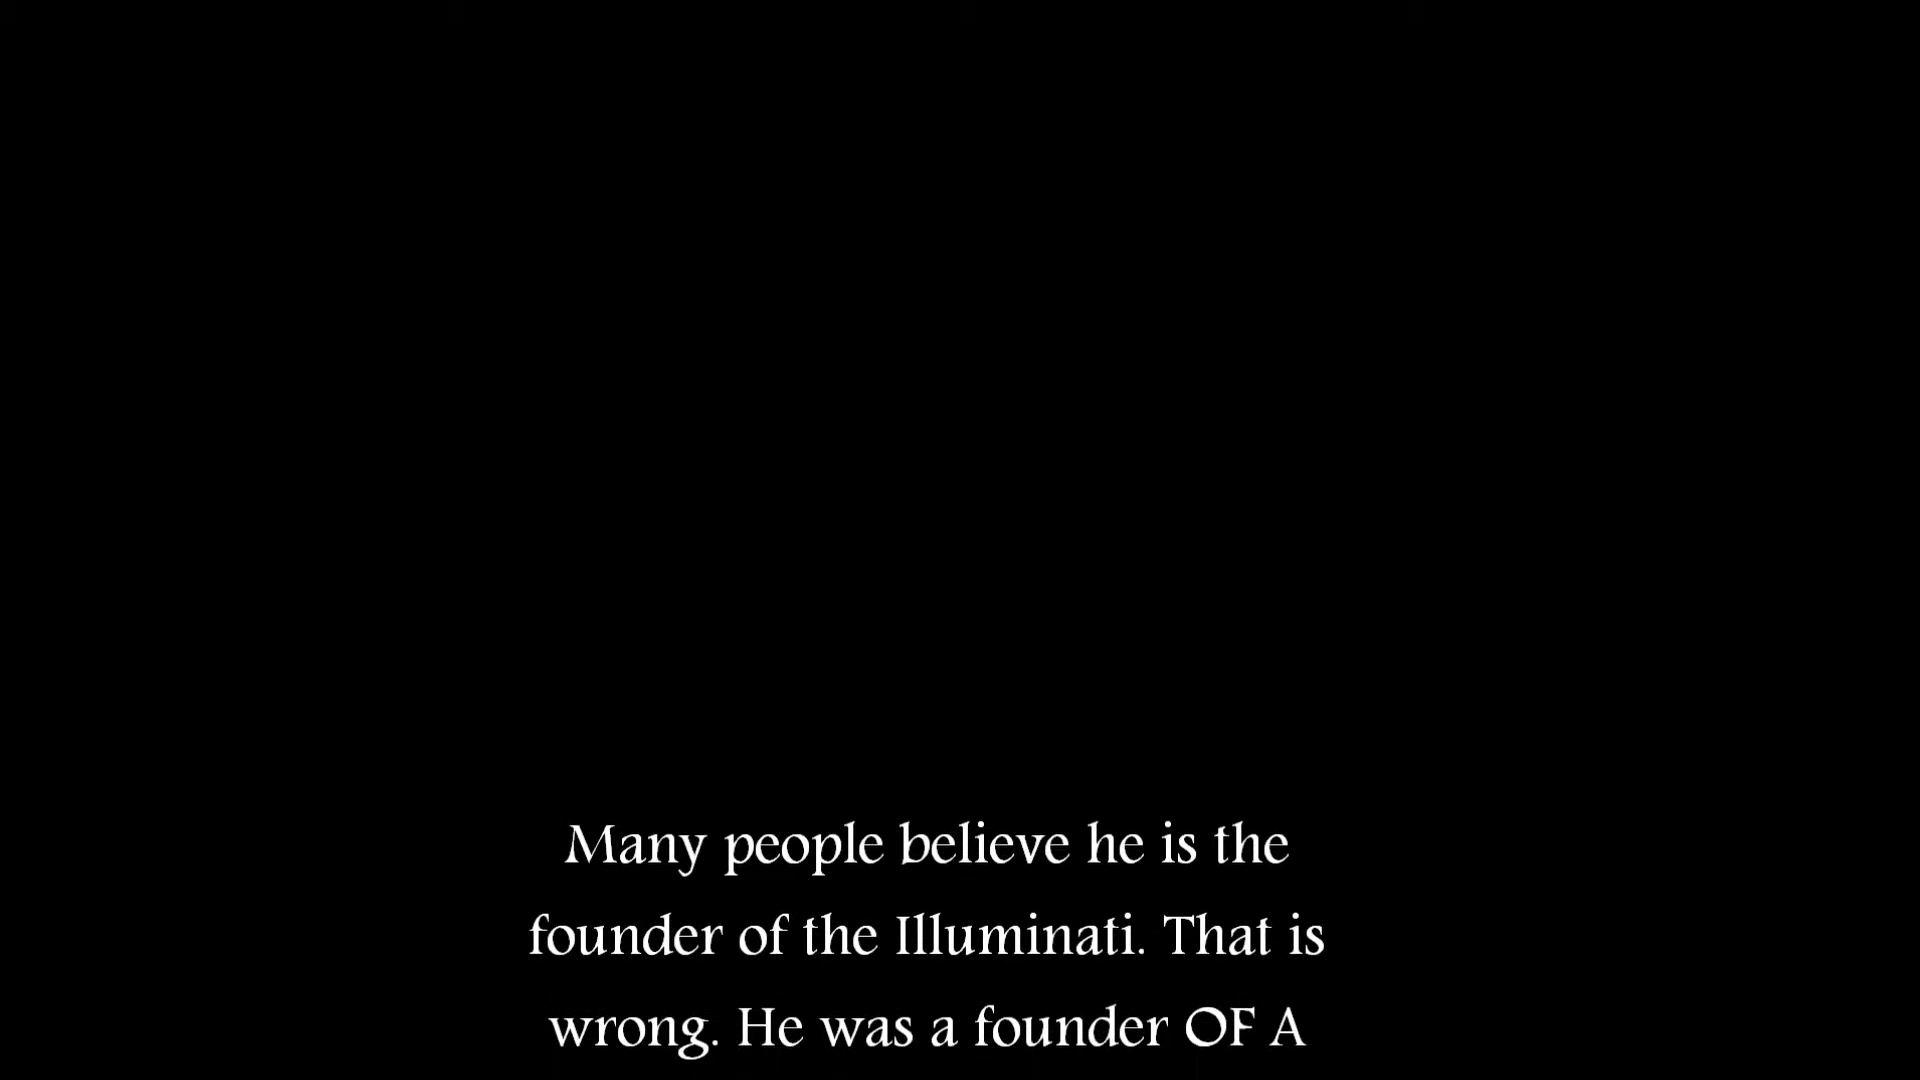 Many people believe he is the
founder of the Illuminati. That is
wrong. He was a founder OF A